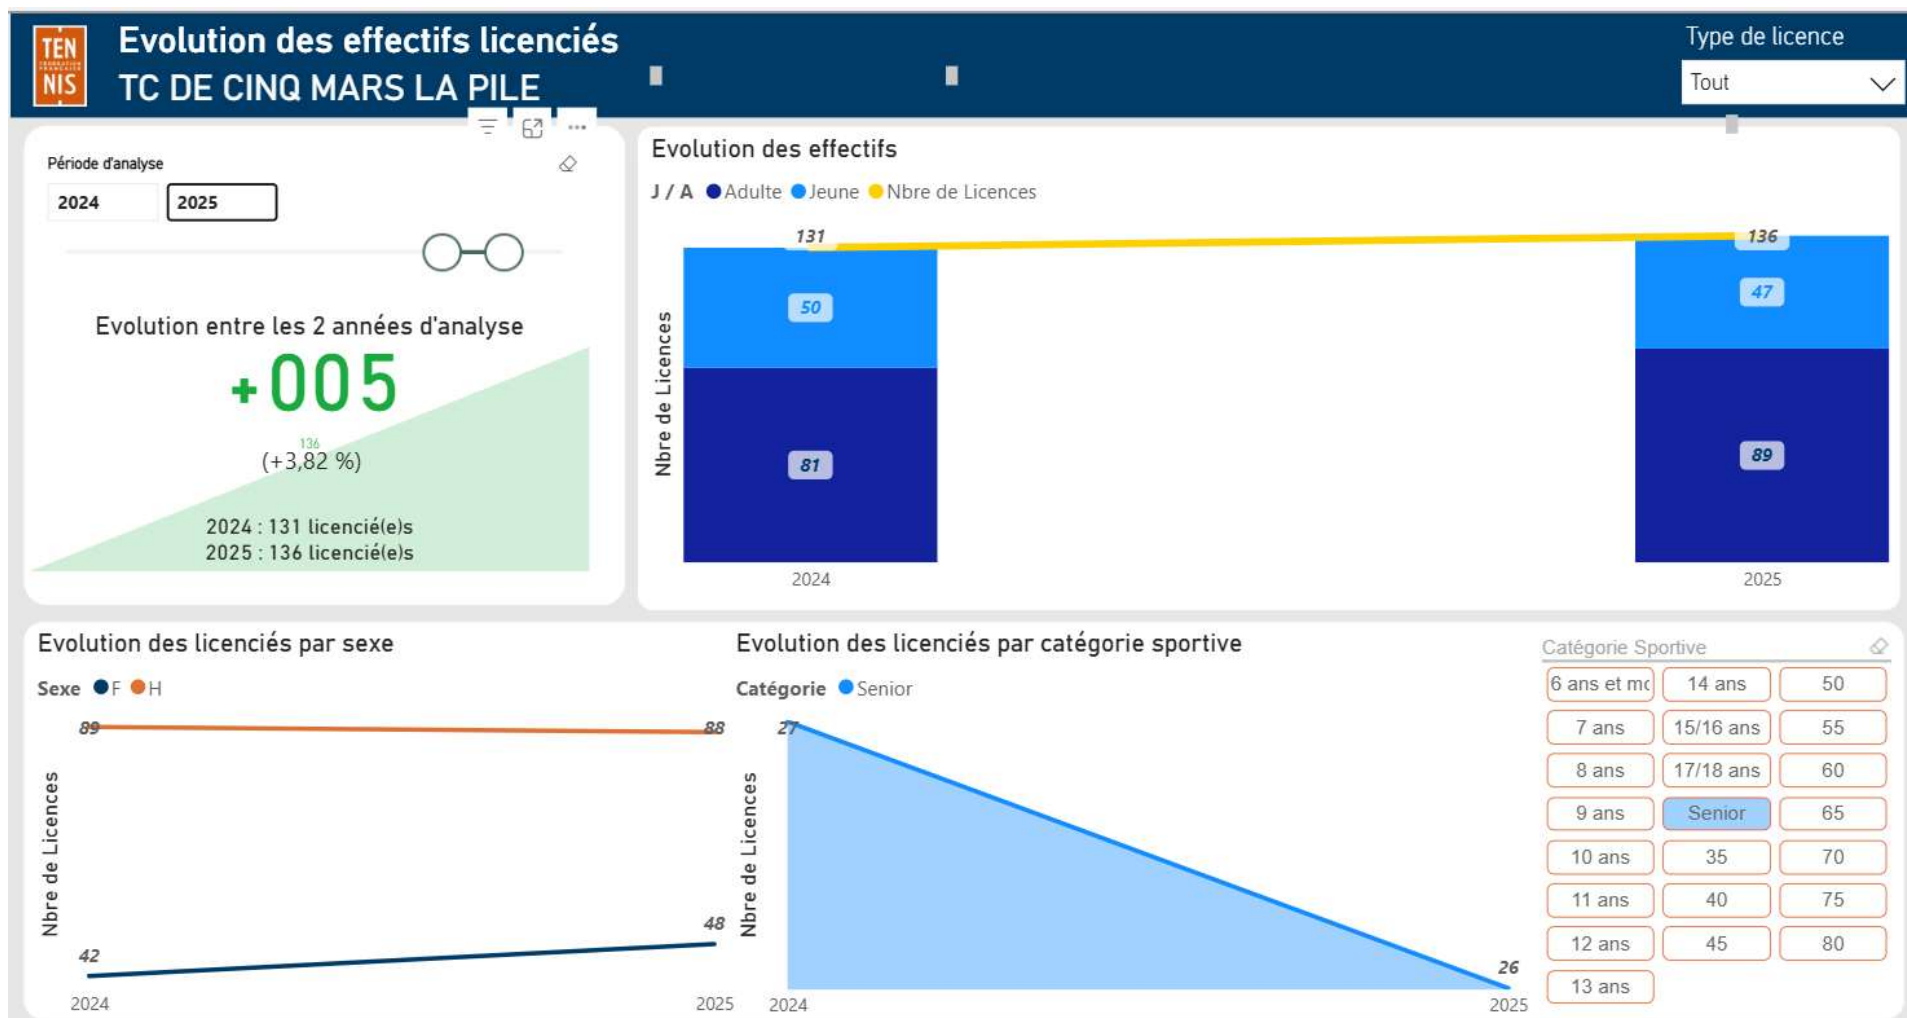 TEN
FEDERATION
FRANCAISE
NIS
Evolution des effectifs licenciés
TC DE CINQ MARS LA PILE
Type de licence
Tout
Période d'analyse
2024
2025
Evolution entre les 2 années d'analyse
+005
136
(+3,82 %)
2024 : 131 licencié(e)s
2025 : 136 licencié(e)s
Evolution des effectifs
J / A Adulte Jeune Nbre de Licences
Nbre de Licences
131
50
81
136
47
89
2024
2025
Evolution des licenciés par sexe
Sexe F H
Nbre de Licences
89
88
42
48
2024
2025
Evolution des licenciés par catégorie sportive
Catégorie Senior
Nbre de Licences
27
26
2024
2025
Catégorie Sportive
6 ans et mo 14 ans 50
7 ans 15/16 ans 55
8 ans 17/18 ans 60
9 ans Senior 65
10 ans 35 70
11 ans 40 75
12 ans 45 80
13 ans